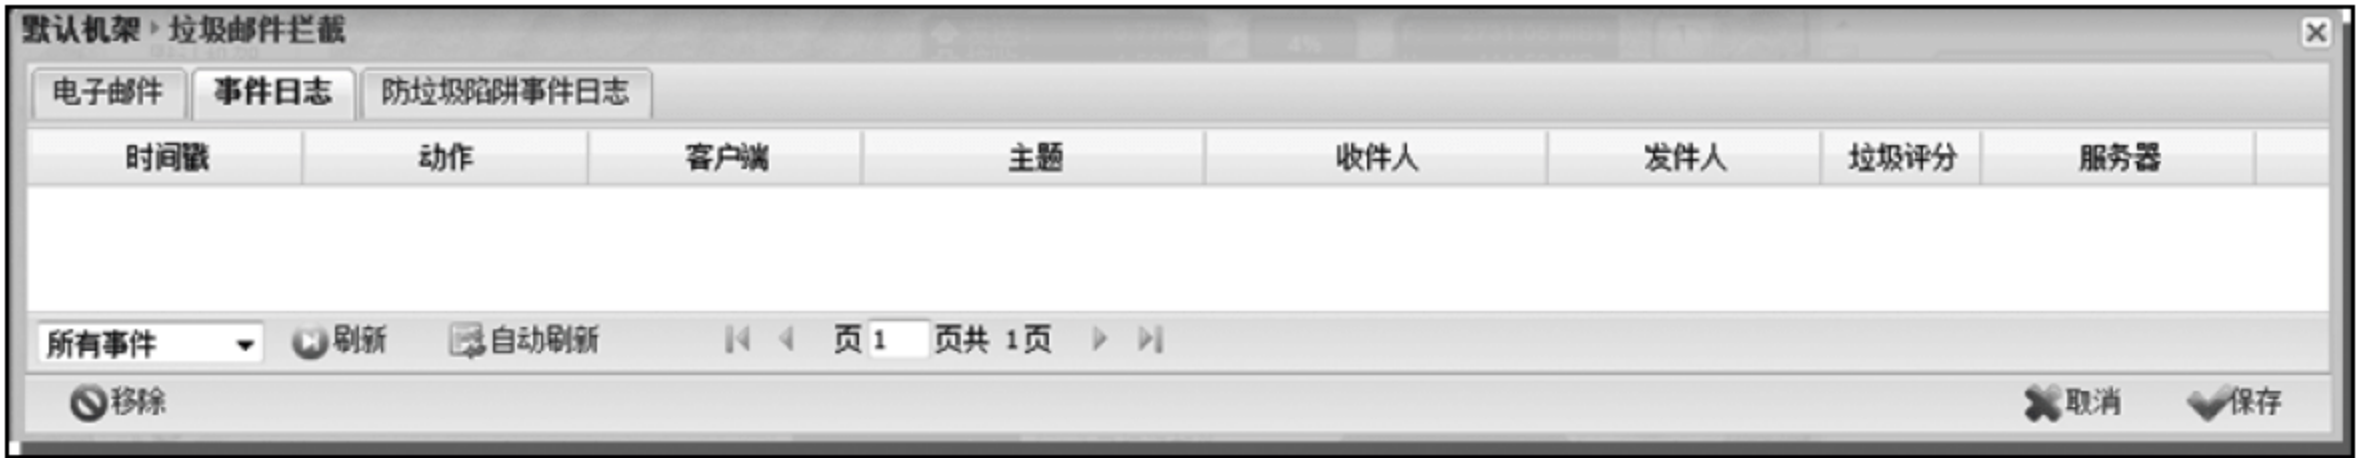 默认机架 垃圾邮件拦截
电子邮件 事件日志 防垃圾陷阱事件日志
时间戳 动作 客户端 主题 收件人 发件人 垃圾评分 服务器
所有事件 刷新 自动刷新 页 1 页共 1页
移除 取消 保存